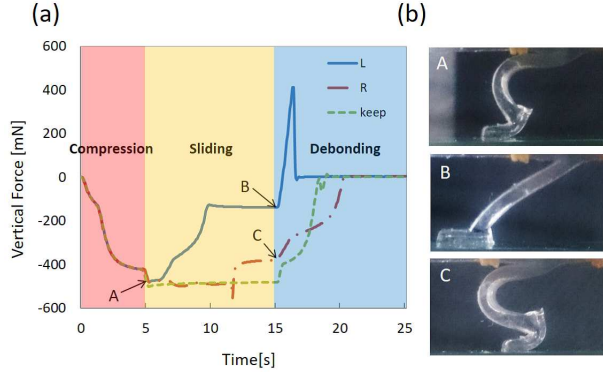 (a)
(b)
Vertical Force [mN]
600
400
200
0
-200
-400
-600
Compression
Sliding
Debonding
L
R
keep
A
B
C
0
5
10
15
20
25
Time[s]
A
B
C